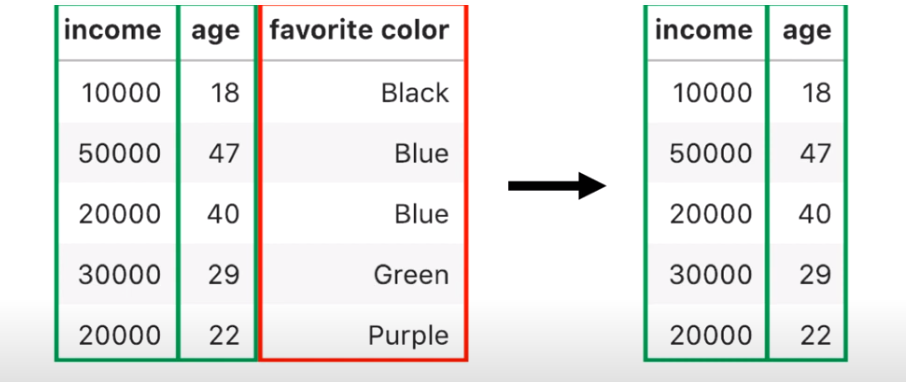 income age favorite color income age
10000 18 Black 10000 18
50000 47 Blue 50000 47
20000 40 Blue 20000 40
30000 29 Green 30000 29
20000 22 Purple 20000 22